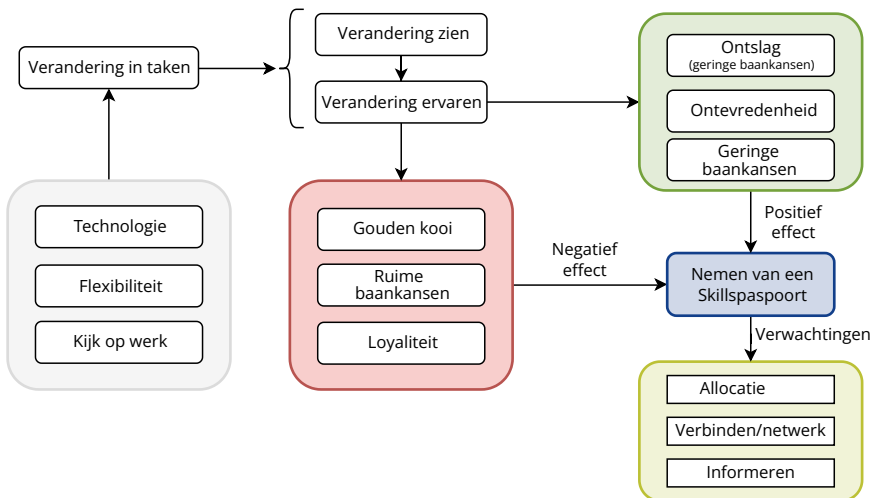 Verandering in taken
Verandering zien
Verandering ervaren
Ontslag
(geringe baankansen)
Ontevredenheid
Geringe
baankansen
Technologie
Flexibiliteit
Kijk op werk
Gouden kooi
Ruime
baankansen
Loyaliteit
Negatief
effect
Positief
effect
Nemen van een
Skillspaspoort
Verwachtingen
Allocatie
Verbinden/netwerk
Informeren